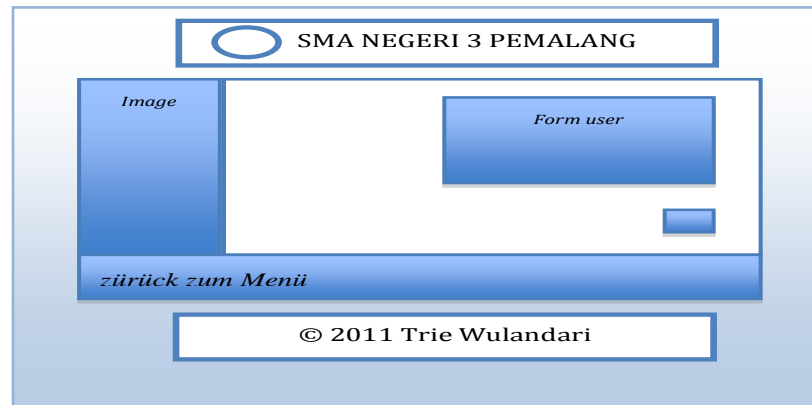 SMA NEGERI 3 PEMALANG
Image
Form user
zürück zum Menü
© 2011 Trie Wulandari